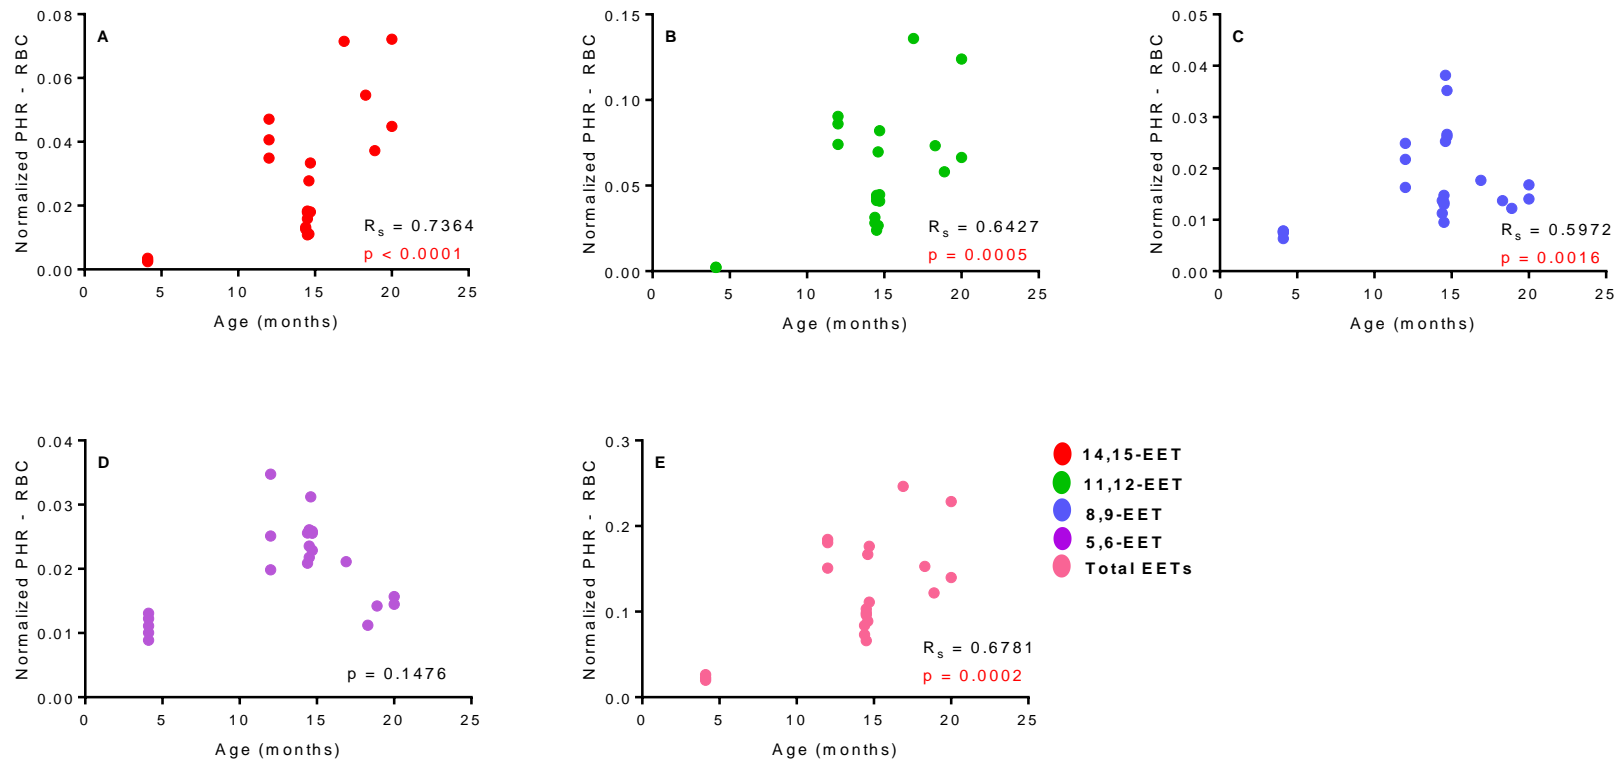 A
Normalized PHR - RBC
0.08
0.06
0.04
0.02
0.00
0 5 10 15 20 25
Age (months)
Rs = 0.7364
p < 0.0001
B
Normalized PHR - RBC
0.15
0.10
0.05
0.00
0 5 10 15 20 25
Age (months)
Rs = 0.6427
p = 0.0005
C
Normalized PHR - RBC
0.05
0.04
0.03
0.02
0.01
0.00
0 5 10 15 20 25
Age (months)
Rs = 0.5972
p = 0.0016
D
Normalized PHR - RBC
0.04
0.03
0.02
0.01
0.00
0 5 10 15 20 25
Age (months)
p = 0.1476
E
Normalized PHR - RBC
0.3
0.2
0.1
0.0
0 5 10 15 20 25
Age (months)
Rs = 0.6781
p = 0.0002
14,15-EET
11,12-EET
8,9-EET
5,6-EET
Total EETs